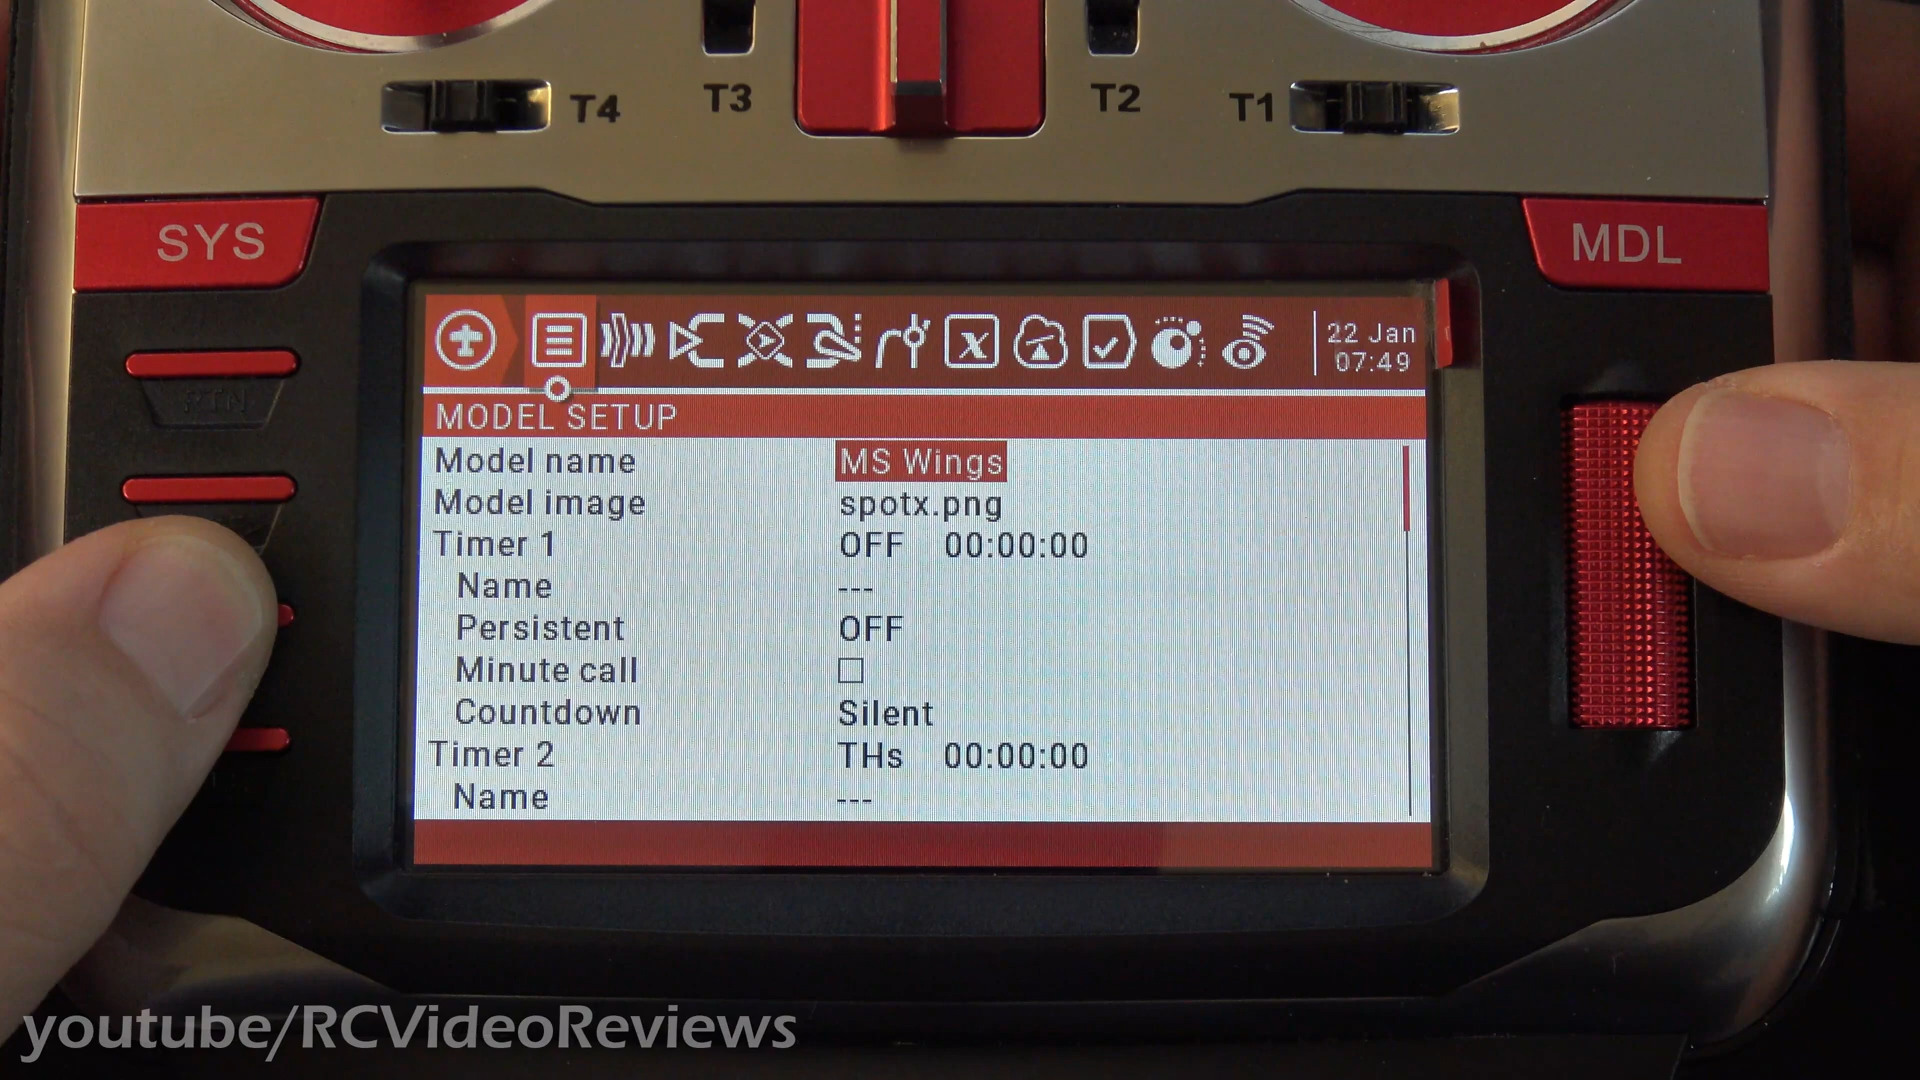 T4
T3
T2
T1
SYS
MDL
RTN
22 Jan
07:49
MODEL SETUP
Model name MS Wings
Model image spotx.png
Timer 1 OFF 00:00:00
Name ---
Persistent OFF
Minute call
Countdown Silent
Timer 2 THs 00:00:00
Name ---
youtube/RCVideoReviews